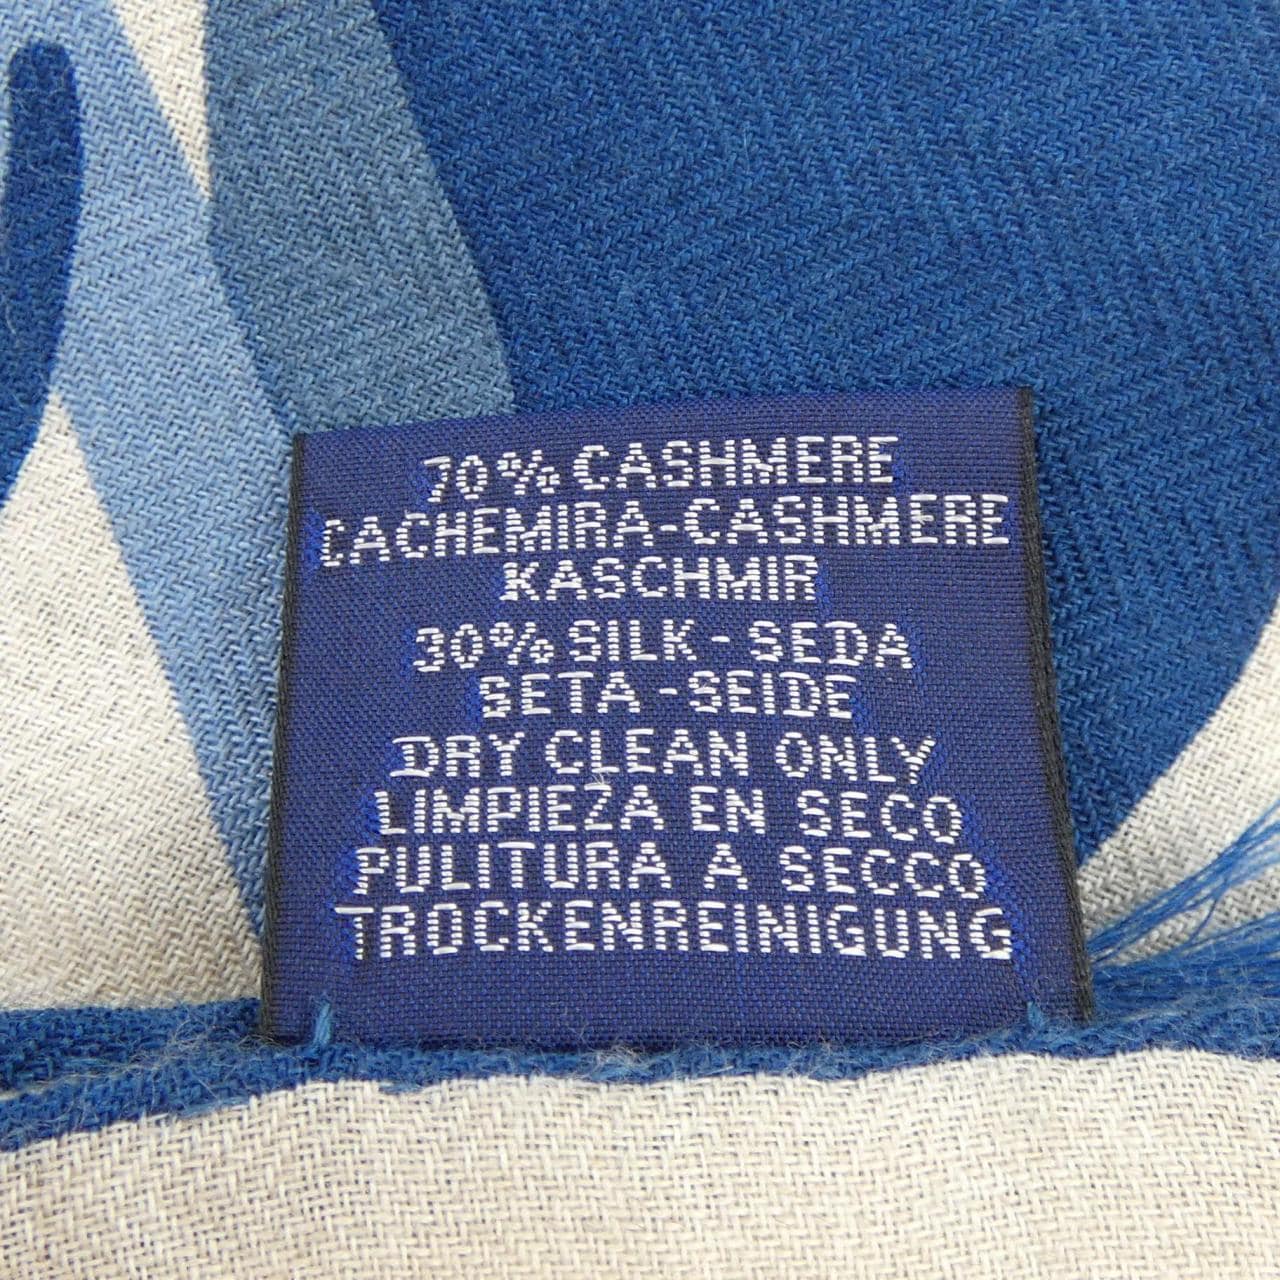 70% CASHMERE
CACHEMIRA-CASHMERE
KASCHMIR
30% SILK - SEDA
SETA - SEIDE
DRY CLEAN ONLY
LIMPIEZA EN SECO
PULITURA A SECCO
TROCKENREINIGUNG